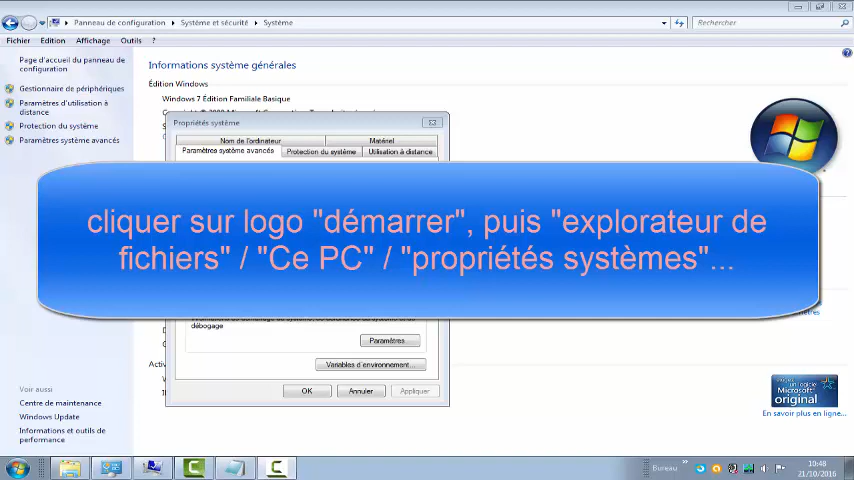 Panneau de configuration ▸ Système et sécurité ▸ Système
Rechercher
Fichier Edition Affichage Outils ?
Page d'accueil du panneau de
configuration
Gestionnaire de périphériques
Paramètres d'utilisation à
distance
Protection du système
Paramètres système avancés
Informations système générales
Édition Windows
Windows 7 Édition Familiale Basique
Propriétés système
Nom de l'ordinateur Matériel
Paramètres système avancés Protection du système Utilisation à distance
cliquer sur logo "démarrer", puis "explorateur de
fichiers" / "Ce PC" / "propriétés systèmes"...
débogage
Paramètres...
Variables d'environnement...
OK Annuler Appliquer
Voir aussi
Centre de maintenance
Windows Update
Informations et outils de
performance
Microsoft
original
En savoir plus en ligne...
Bureau
10:48
21/10/2016